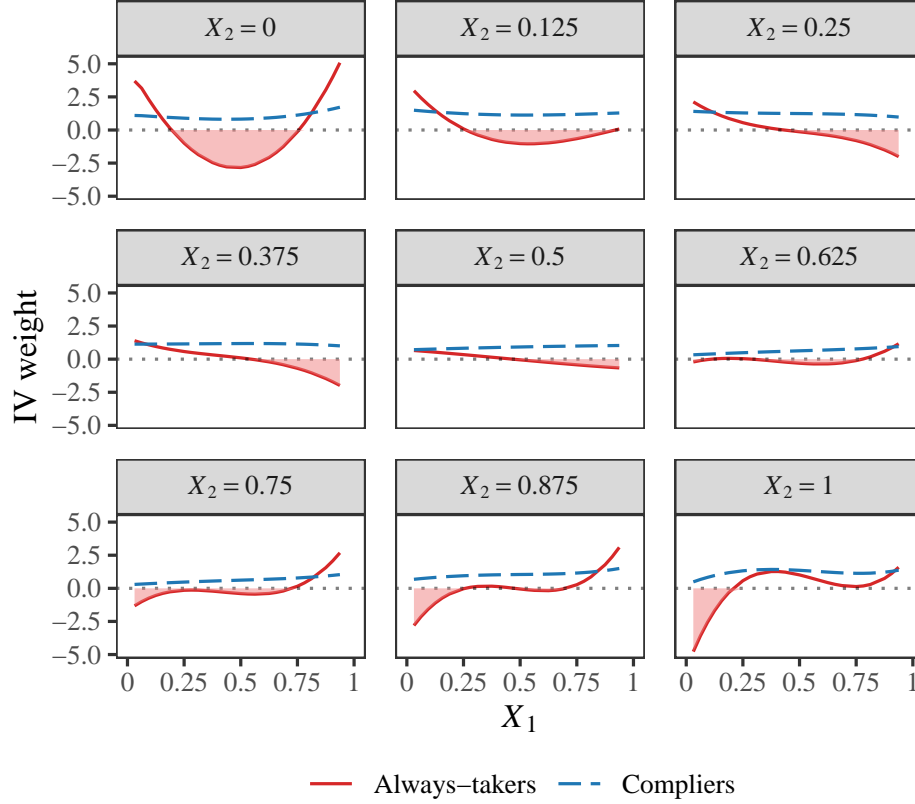 X2 = 0
X2 = 0.125
X2 = 0.25
5.0
2.5
0.0
−2.5
−5.0
X2 = 0.375
X2 = 0.5
X2 = 0.625
5.0
2.5
0.0
−2.5
−5.0
IV weight
X2 = 0.75
X2 = 0.875
X2 = 1
5.0
2.5
0.0
−2.5
−5.0
0 0.25 0.50 0.75 1
0 0.25 0.50 0.75 1
0 0.25 0.50 0.75 1
X1
Always−takers Compliers